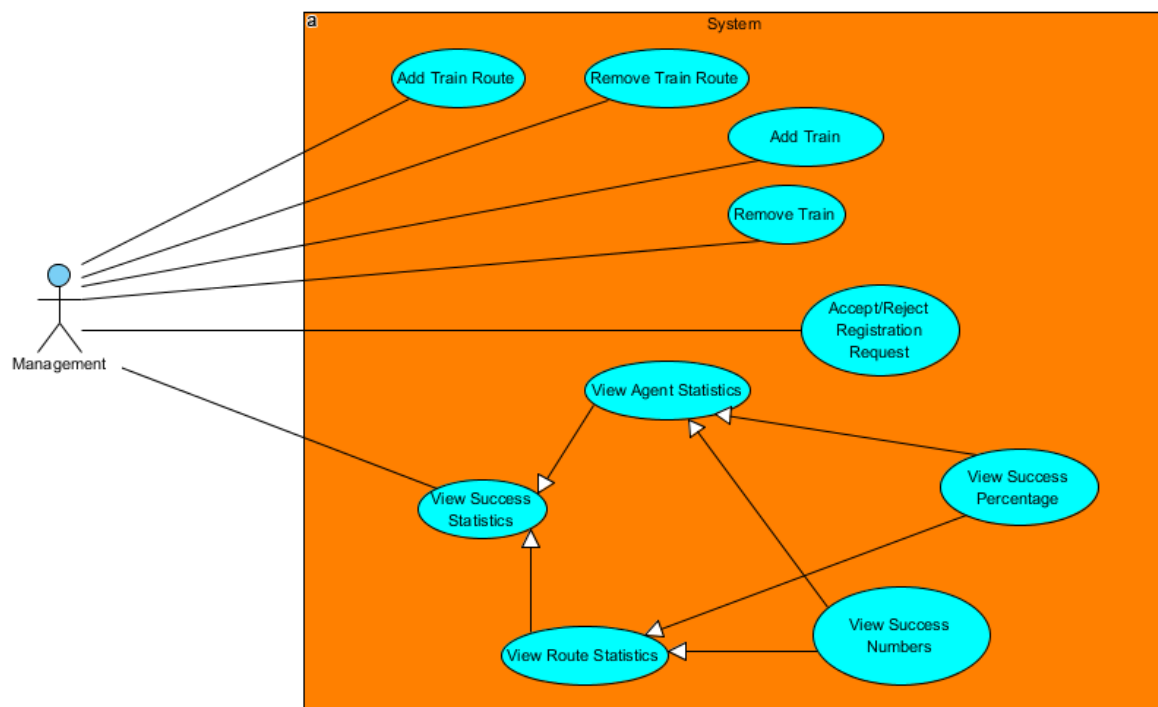 a
System
Add Train Route
Remove Train Route
Add Train
Remove Train
Accept/Reject
Registration
Request
Management
View Agent Statistics
View Success
Percentage
View Success
Statistics
View Success
Numbers
View Route Statistics